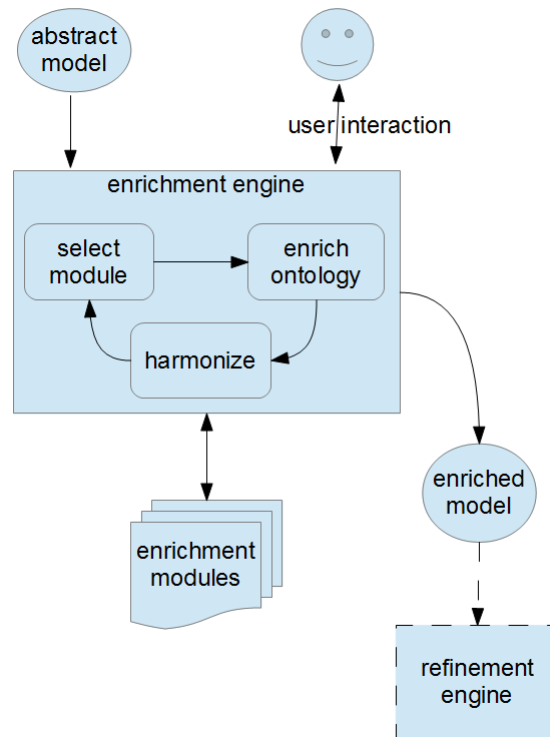 abstract
model
user interaction
enrichment engine
select
module
enrich
ontology
harmonize
enriched
model
enrichment
modules
refinement
engine